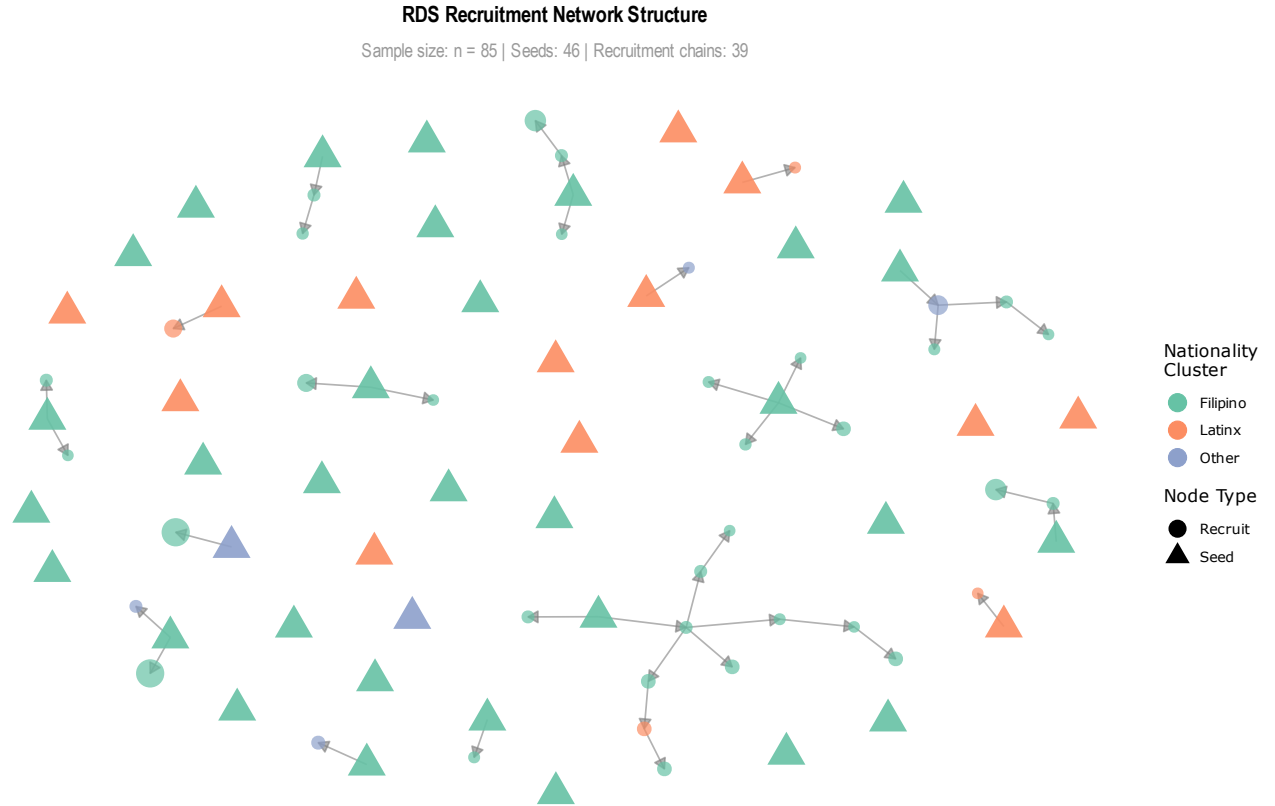 RDS Recruitment Network Structure
Sample size: n = 85 | Seeds: 46 | Recruitment chains: 39
Nationality
Cluster
Filipino
Latinx
Other
Node Type
Recruit
Seed